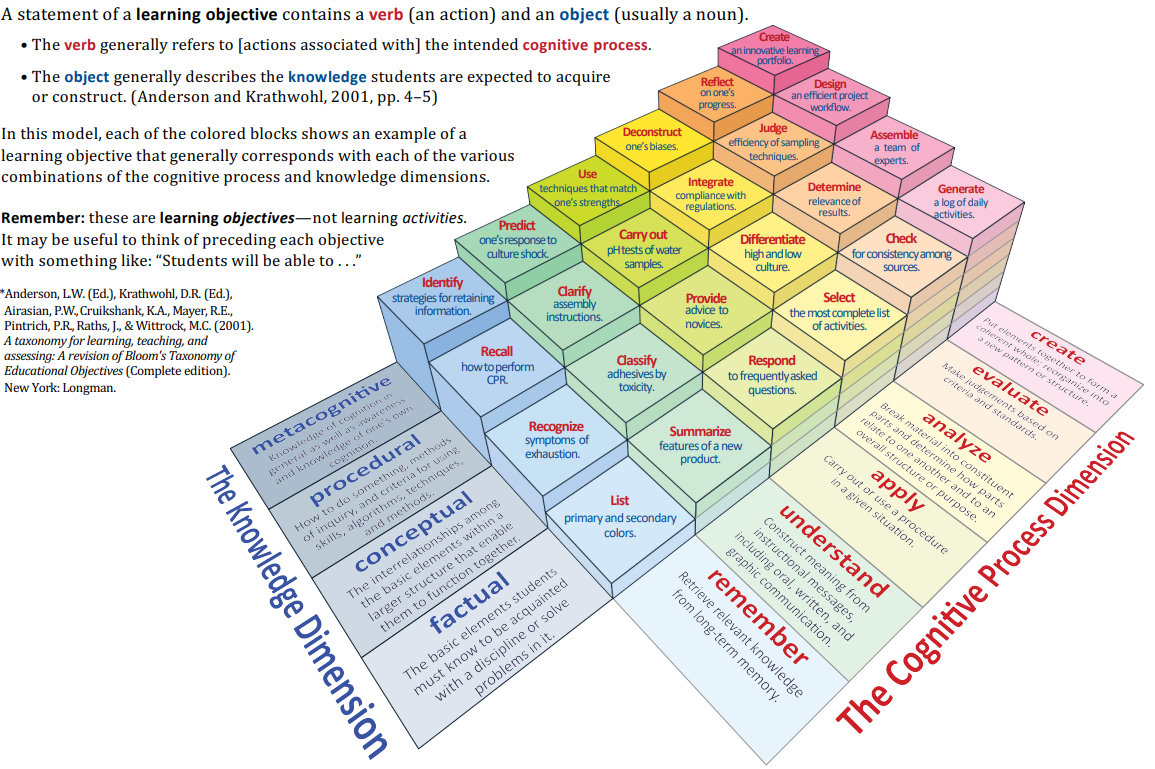 A statement of a learning objective contains a verb (an action) and an object (usually a noun).
• The verb generally refers to [actions associated with] the intended cognitive process.
• The object generally describes the knowledge students are expected to acquire
or construct. (Anderson and Krathwohl, 2001, pp. 4–5)
In this model, each of the colored blocks shows an example of a
learning objective that generally corresponds with each of the various
combinations of the cognitive process and knowledge dimensions.
Remember: these are learning objectives—not learning activities.
It may be useful to think of preceding each objective
with something like: “Students will be able to . . .”
*Anderson, L.W. (Ed.), Krathwohl, D.R. (Ed.),
Airasian, P.W., Cruikshank, K.A., Mayer, R.E.,
Pintrich, P.R., Raths, J., & Wittrock, M.C. (2001).
A taxonomy for learning, teaching, and
assessing: A revision of Bloom's Taxonomy of
Educational Objectives (Complete edition).
New York: Longman.
Create
an innovative learning
portfolio.
Reflect
on one's
progress.
Design
an efficient project
workflow.
Deconstruct
one's biases.
Judge
efficiency of sampling
techniques.
Assemble
a team of
experts.
Use
techniques that match
one's strengths.
Integrate
compliance with
regulations.
Determine
relevance of
results.
Generate
a log of daily
activities.
Predict
one's response to
culture shock.
Carry out
pH tests of water
samples.
Differentiate
high and low
culture.
Check
for consistency among
sources.
Identify
strategies for retaining
information.
Clarify
assembly
instructions.
Provide
advice to
novices.
Select
the most complete list
of activities.
Recall
how to perform
CPR.
Classify
adhesives by
toxicity.
Respond
to frequently asked
questions.
Recognize
symptoms of
exhaustion.
Summarize
features of a new
product.
List
primary and secondary
colors.
metacognitive
Knowledge of cognition in
general as well as awareness
and knowledge of one's own
cognition.
procedural
How to do something, methods
of inquiry, and criteria for using
skills, algorithms, techniques,
and methods.
conceptual
The interrelationships among
the basic elements within a
larger structure that enable
them to function together.
factual
The basic elements students
must know to be acquainted
with a discipline or solve
problems in it.
The Knowledge Dimension
remember
Retrieve relevant knowledge
from long-term memory.
understand
Construct meaning from
instructional messages,
including oral, written, and
graphic communication.
apply
Carry out or use a procedure
in a given situation.
analyze
Break material into constituent
parts and determine how parts
relate to one another and to an
overall structure or purpose.
evaluate
Make judgements based on
criteria and standards.
create
Put elements together to form a
coherent whole; reorganize into
a new pattern or structure.
The Cognitive Process Dimension